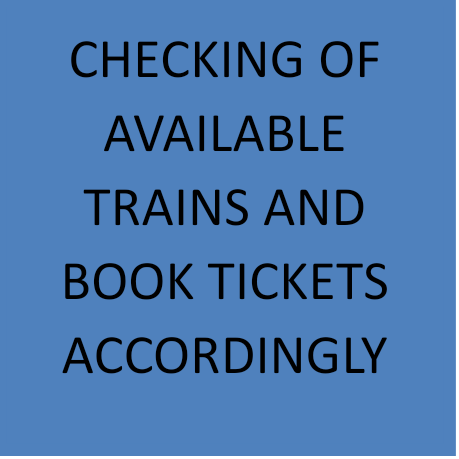 CHECKING OF
AVAILABLE
TRAINS AND
BOOK TICKETS
ACCORDINGLY